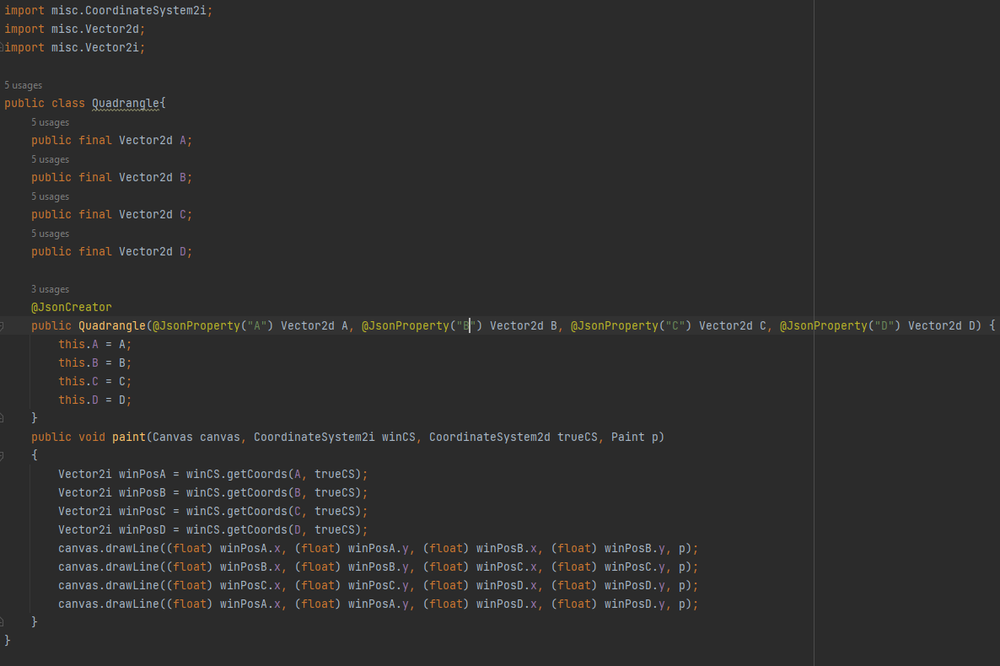 import misc.CoordinateSystem2i;
import misc.Vector2d;
import misc.Vector2i;
5 usages
public class Quadrangle{
5 usages
public final Vector2d A;
5 usages
public final Vector2d B;
5 usages
public final Vector2d C;
5 usages
public final Vector2d D;
3 usages
@JsonCreator
public Quadrangle(@JsonProperty("A") Vector2d A, @JsonProperty("B") Vector2d B, @JsonProperty("C") Vector2d C, @JsonProperty("D") Vector2d D) {
this.A = A;
this.B = B;
this.C = C;
this.D = D;
}
public void paint(Canvas canvas, CoordinateSystem2i winCS, CoordinateSystem2d trueCS, Paint p)
{
Vector2i winPosA = winCS.getCoords(A, trueCS);
Vector2i winPosB = winCS.getCoords(B, trueCS);
Vector2i winPosC = winCS.getCoords(C, trueCS);
Vector2i winPosD = winCS.getCoords(D, trueCS);
canvas.drawLine((float) winPosA.x, (float) winPosA.y, (float) winPosB.x, (float) winPosB.y, p);
canvas.drawLine((float) winPosB.x, (float) winPosB.y, (float) winPosC.x, (float) winPosC.y, p);
canvas.drawLine((float) winPosC.x, (float) winPosC.y, (float) winPosD.x, (float) winPosD.y, p);
canvas.drawLine((float) winPosA.x, (float) winPosA.y, (float) winPosD.x, (float) winPosD.y, p);
}
}